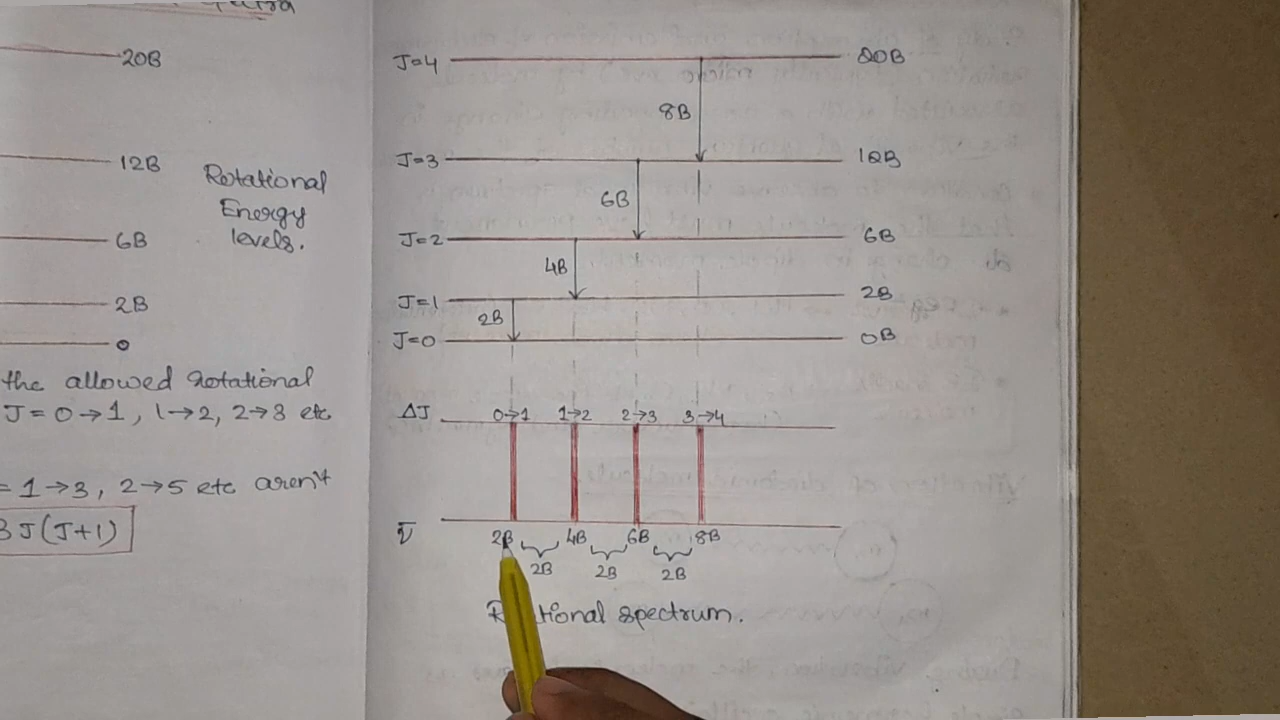 20B
12B
Rotational
Energy
levels.
6B
2B
0
the allowed rotational
J=0→1, 1→2, 2→3 etc
= 1→3, 2→5 etc aren't
BJ(J+1)
J=4 20B
8B
J=3 12B
6B
J=2 6B
4B
J=1 2B
2B
J=0 0B
ΔJ 0→1 1→2 2→3 3→4
ν̄ 2B 4B 6B 8B
2B 2B 2B
spectrum.